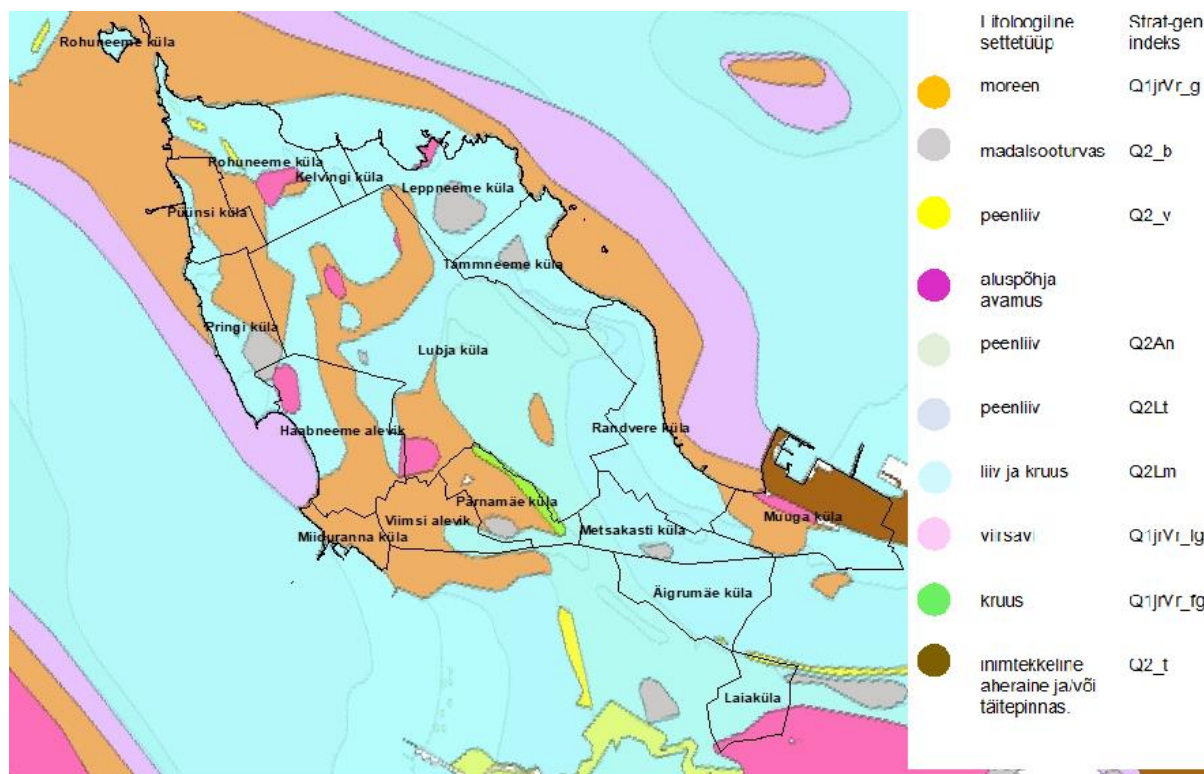 Litoloogiline settetüüp
Strat-gen indeks
moreen Q1jrVr_g
madalsooturvas Q2_b
peenliiv Q2_v
aluspõhja avamus
peenliiv Q2An
peenliiv Q2Lt
liiv ja kruus Q2Lm
viirsavi Q1jrVr_lg
kruus Q1jrVr_fg
inimtekkeline aheraine ja/või täitepinnas. Q2_t
Rohuneeme küla
Rohuneeme küla
Kelvingi küla
Leppneeme küla
Püünsi küla
Tammneeme küla
Pringi küla
Lubja küla
Haabneeme alevik
Randvere küla
Pärnamäe küla
Viimsi alevik
Metsakasti küla
Muuga küla
Miiduranna küla
Äigrumäe küla
Laiaküla